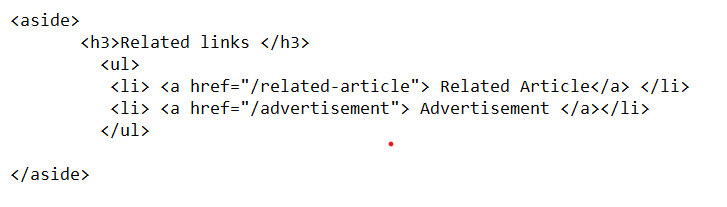 <aside>
<h3>Related links </h3>
<ul>
<li> <a href="/related-article"> Related Article</a> </li>
<li> <a href="/advertisement"> Advertisement </a></li>
</ul>
</aside>